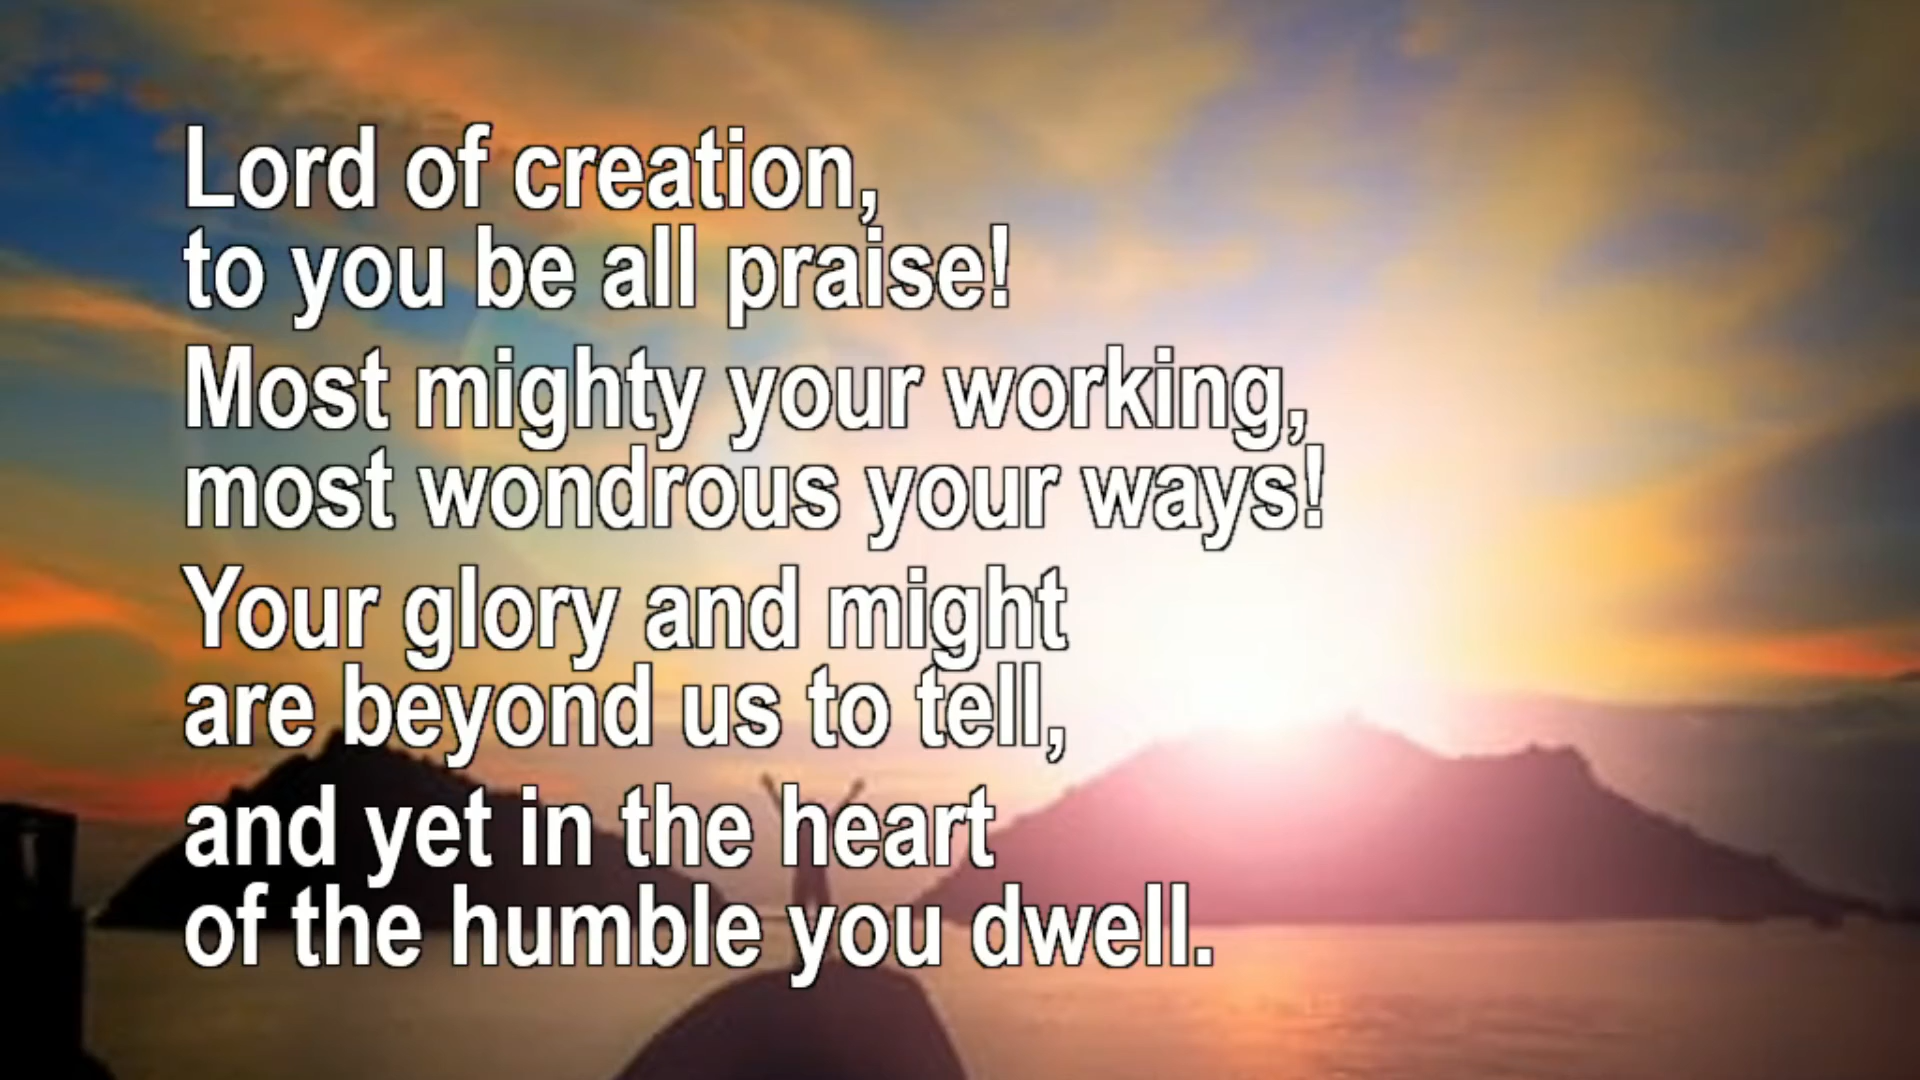 Lord of creation,
to you be all praise!
Most mighty your working,
most wondrous your ways!
Your glory and might
are beyond us to tell,
and yet in the heart
of the humble you dwell.